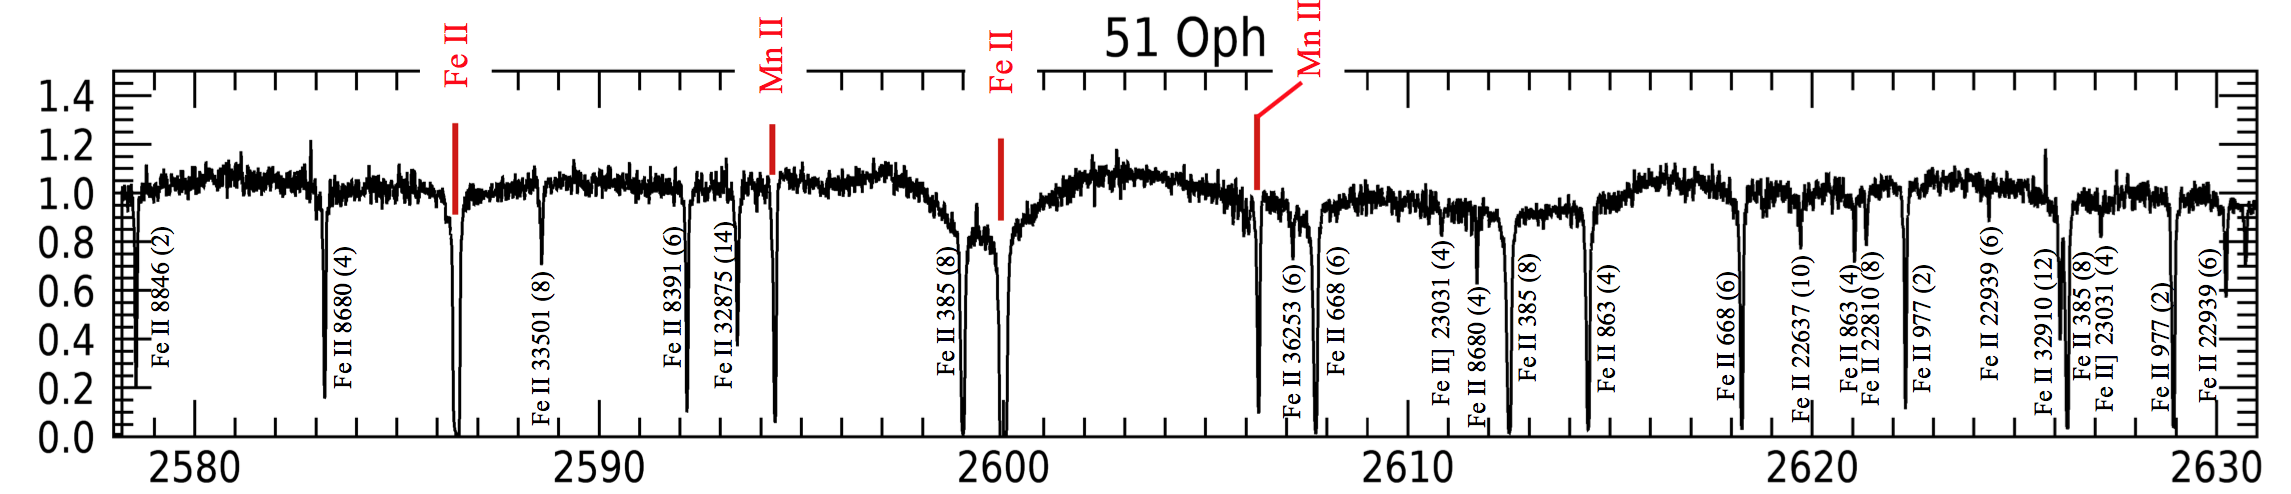 51 Oph
Fe II
Mn II
Fe II
Mn II
1.4
1.2
1.0
0.8
0.6
0.4
0.2
0.0
Fe II 8846 (2)
Fe II 8680 (4)
Fe II 33501 (8)
Fe II 8391 (6)
Fe II 32875 (14)
Fe II 385 (8)
Fe II 36253 (6)
Fe II 668 (6)
Fe II] 23031 (4)
Fe II 8680 (4)
Fe II 385 (8)
Fe II 863 (4)
Fe II 668 (6)
Fe II 22637 (10)
Fe II 863 (4)
Fe II 22810 (8)
Fe II 977 (2)
Fe II 22939 (6)
Fe II 32910 (12)
Fe II 385 (8)
Fe II] 23031 (4)
Fe II 977 (2)
Fe II 22939 (6)
2580
2590
2600
2610
2620
2630